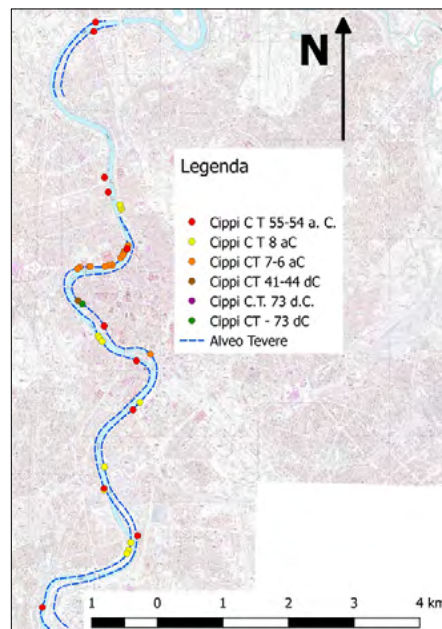 N
Legenda
Cippi C T 55-54 a. C.
Cippi C T 8 aC
Cippi CT 7-6 aC
Cippi CT 41-44 dC
Cippi C.T. 73 d.C.
Cippi CT - 73 dC
Alveo Tevere
1 0 1 2 3 4 km